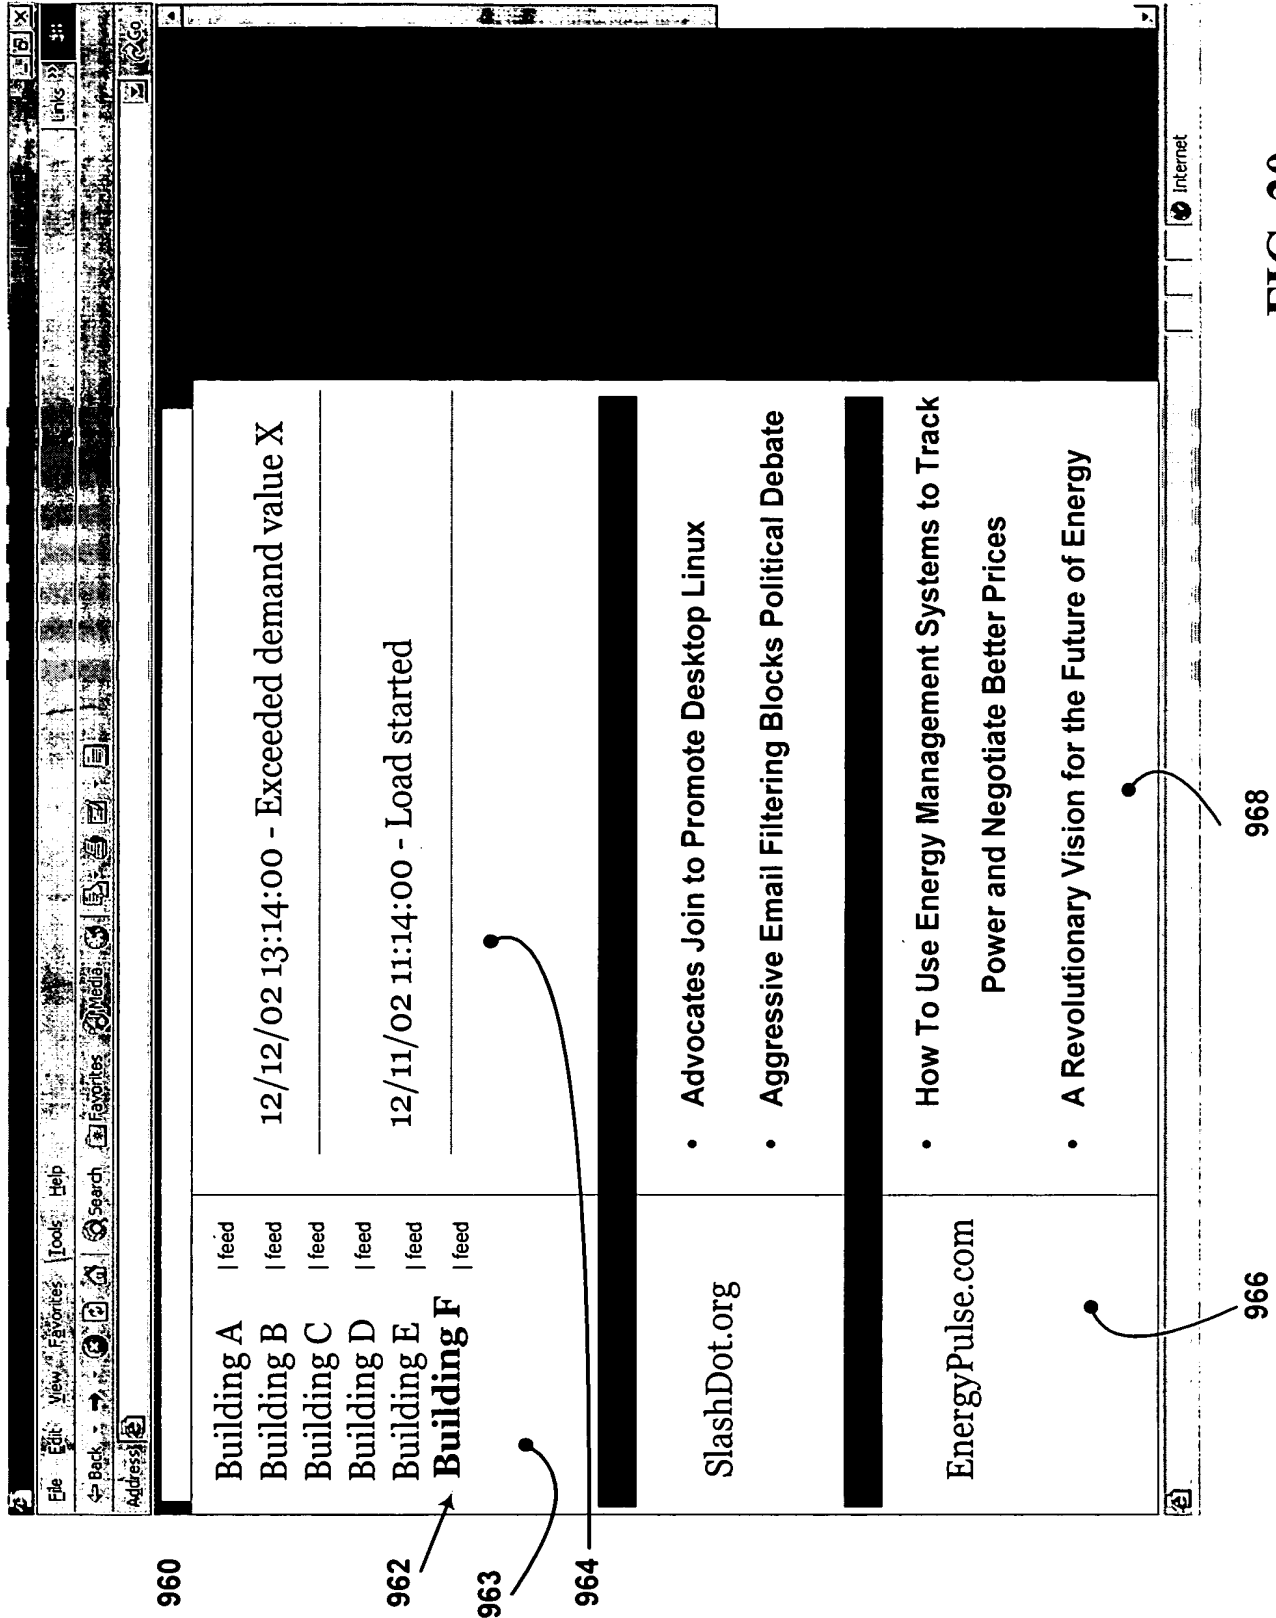 File Edit View Favorites Tools Help
Links »
Back
Search Favorites Media
Address
Go
960
Building A | feed
Building B | feed
Building C | feed
Building D | feed
Building E | feed
Building F | feed
962
963
964
12/12/02 13:14:00 - Exceeded demand value X
12/11/02 11:14:00 - Load started
SlashDot.org
• Advocates Join to Promote Desktop Linux
• Aggressive Email Filtering Blocks Political Debate
EnergyPulse.com
• How To Use Energy Management Systems to Track
Power and Negotiate Better Prices
• A Revolutionary Vision for the Future of Energy
Internet
966
968